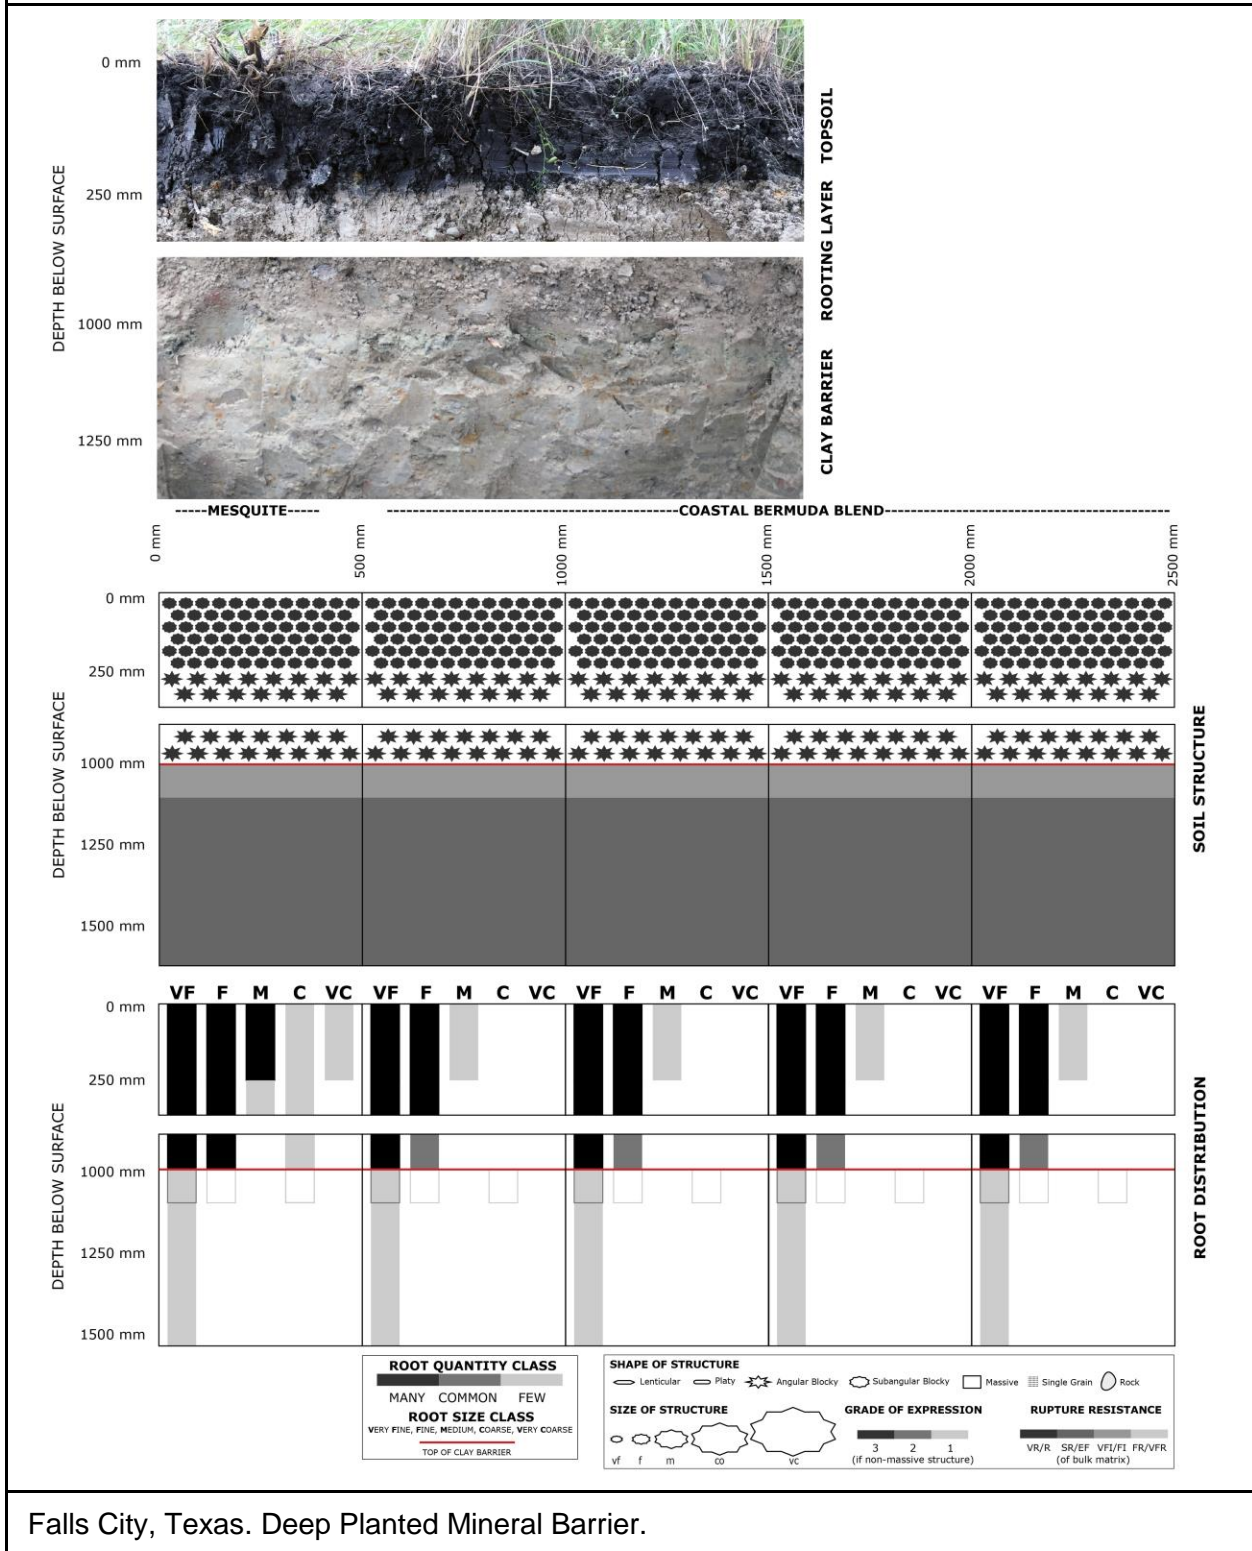 0 mm
250 mm
1000 mm
1250 mm
DEPTH BELOW SURFACE
TOPSOIL
ROOTING LAYER
CLAY BARRIER
-----MESQUITE-----
COASTAL BERMUDA BLEND
0 mm
500 mm
1000 mm
1500 mm
2000 mm
2500 mm
0 mm
250 mm
1000 mm
1250 mm
1500 mm
DEPTH BELOW SURFACE
SOIL STRUCTURE
VF F M C VC VF F M C VC VF F M C VC VF F M C VC VF F M C VC
0 mm
250 mm
1000 mm
1250 mm
1500 mm
DEPTH BELOW SURFACE
ROOT DISTRIBUTION
ROOT QUANTITY CLASS
MANY COMMON FEW
ROOT SIZE CLASS
VERY FINE, FINE, MEDIUM, COARSE, VERY COARSE
TOP OF CLAY BARRIER
SHAPE OF STRUCTURE
Lenticular Platy Angular Blocky Subangular Blocky Massive Single Grain Rock
SIZE OF STRUCTURE
vf f m co vc
GRADE OF EXPRESSION
3 2 1
(if non-massive structure)
RUPTURE RESISTANCE
VR/R SR/EF VFI/FI FR/VFR
(of bulk matrix)
Falls City, Texas. Deep Planted Mineral Barrier.